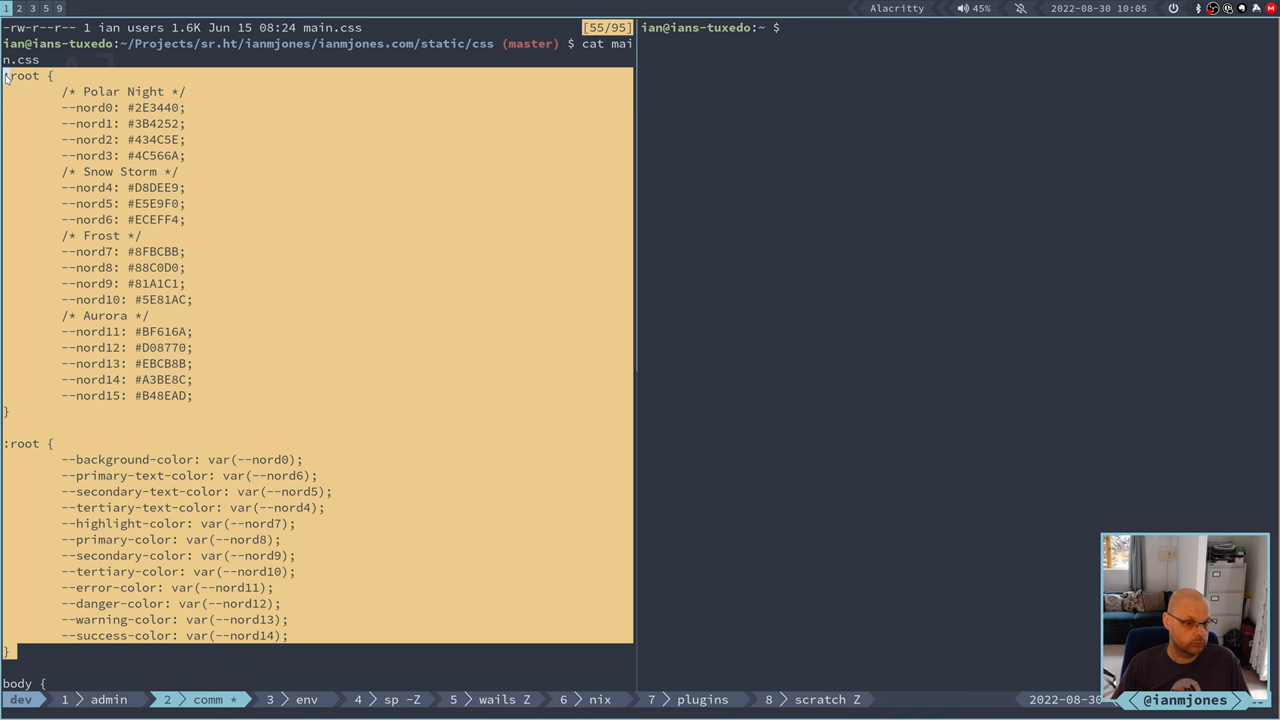 1 2 3 5 9
Alacritty 45% 2022-08-30 10:05
-rw-r--r-- 1 ian users 1.6K Jun 15 08:24 main.css [55/95]
ian@ians-tuxedo:~/Projects/sr.ht/ianmjones/ianmjones.com/static/css (master) $ cat mai
n.css
:root {
/* Polar Night */
--nord0: #2E3440;
--nord1: #3B4252;
--nord2: #434C5E;
--nord3: #4C566A;
/* Snow Storm */
--nord4: #D8DEE9;
--nord5: #E5E9F0;
--nord6: #ECEFF4;
/* Frost */
--nord7: #8FBCBB;
--nord8: #88C0D0;
--nord9: #81A1C1;
--nord10: #5E81AC;
/* Aurora */
--nord11: #BF616A;
--nord12: #D08770;
--nord13: #EBCB8B;
--nord14: #A3BE8C;
--nord15: #B48EAD;
}
:root {
--background-color: var(--nord0);
--primary-text-color: var(--nord6);
--secondary-text-color: var(--nord5);
--tertiary-text-color: var(--nord4);
--highlight-color: var(--nord7);
--primary-color: var(--nord8);
--secondary-color: var(--nord9);
--tertiary-color: var(--nord10);
--error-color: var(--nord11);
--danger-color: var(--nord12);
--warning-color: var(--nord13);
--success-color: var(--nord14);
}
body {
ian@ians-tuxedo:~ $
dev 1 admin 2 comm * 3 env 4 sp -Z 5 wails Z 6 nix 7 plugins 8 scratch Z 2022-08-30
@ianmjones